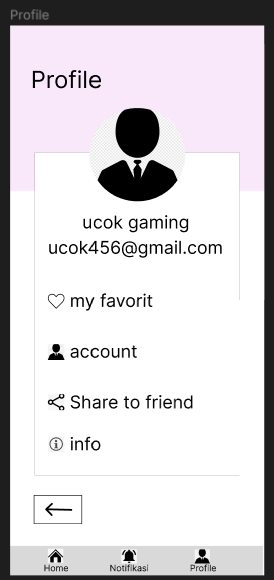 Profile
Profile
ucok gaming
ucok456@gmail.com
my favorit
account
Share to friend
info
Home
Notifikasi
Profile